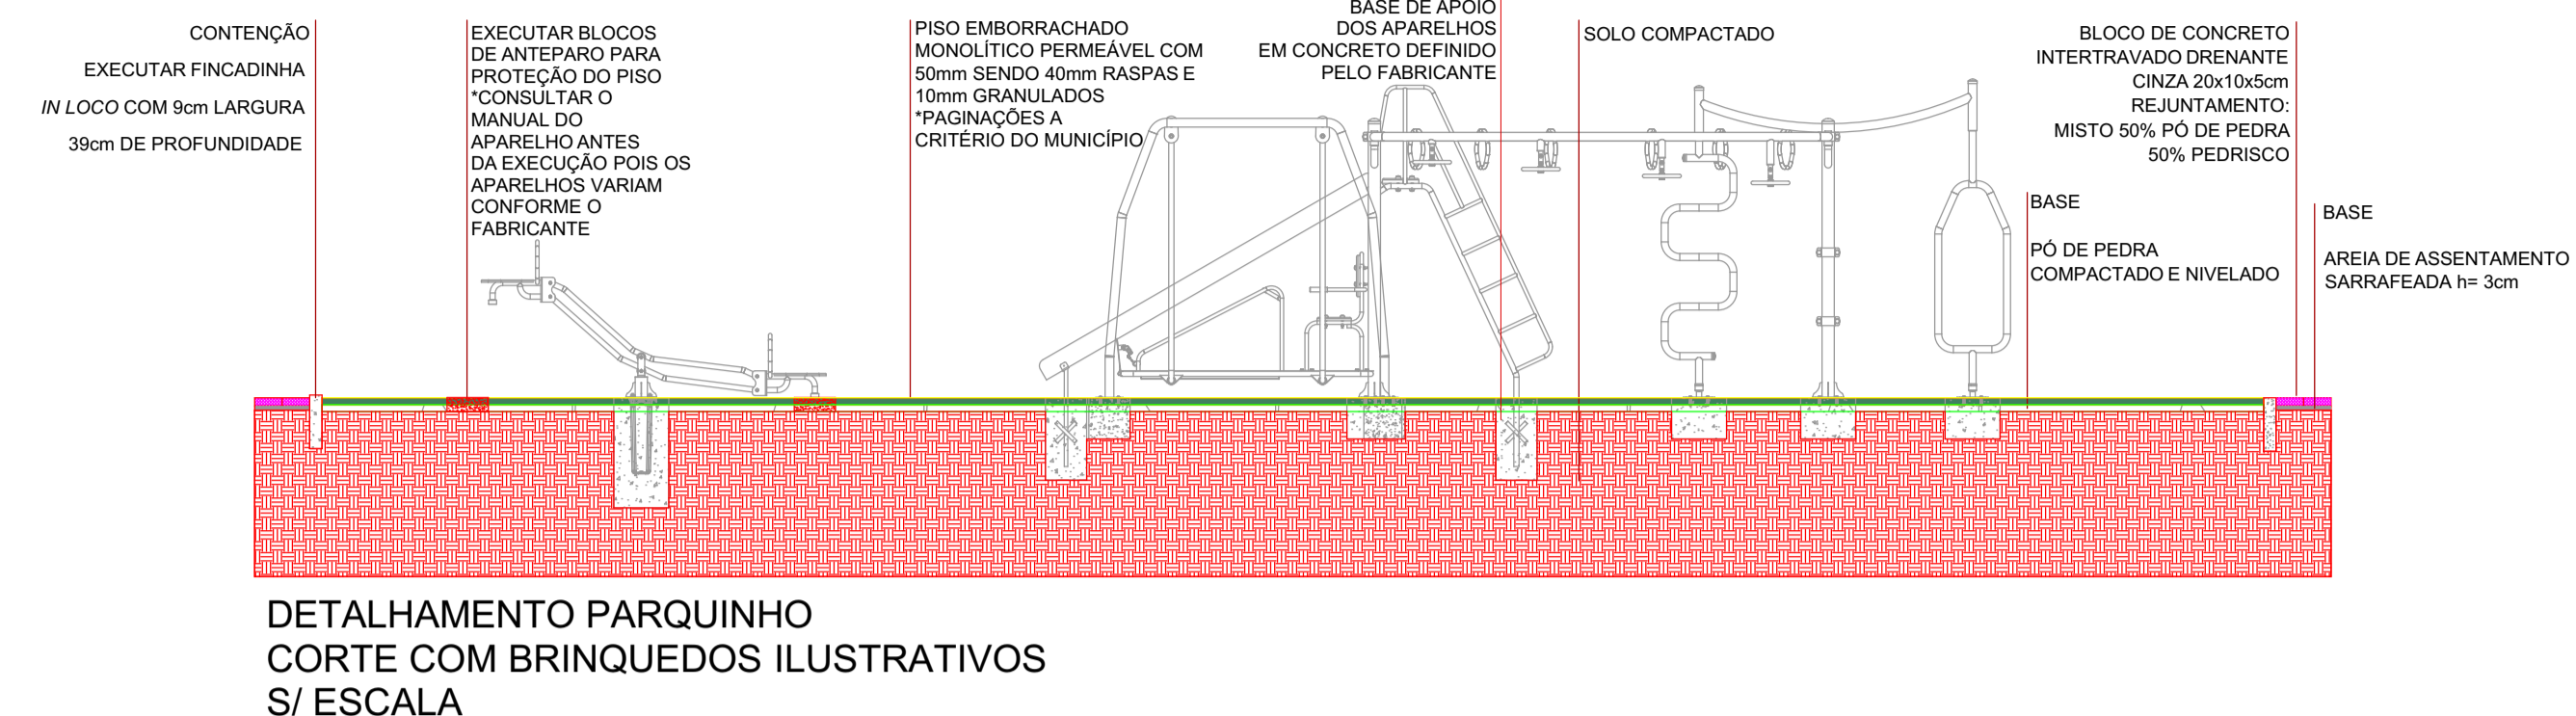 CONTENÇÃO
EXECUTAR FINCADINHA
IN LOCO COM 9cm LARGURA
39cm DE PROFUNDIDADE
EXECUTAR BLOCOS
DE ANTEPARO PARA
PROTEÇÃO DO PISO
*CONSULTAR O
MANUAL DO
APARELHO ANTES
DA EXECUÇÃO POIS OS
APARELHOS VARIAM
CONFORME O
FABRICANTE
PISO EMBORRACHADO
MONOLÍTICO PERMEÁVEL COM
50mm SENDO 40mm RASPAS E
10mm GRANULADOS
*PAGINAÇÕES A
CRITÉRIO DO MUNICÍPIO
BASE DE APOIO
DOS APARELHOS
EM CONCRETO DEFINIDO
PELO FABRICANTE
SOLO COMPACTADO
BLOCO DE CONCRETO
INTERTRAVADO DRENANTE
CINZA 20x10x5cm
REJUNTAMENTO:
MISTO 50% PÓ DE PEDRA
50% PEDRISCO
BASE
PÓ DE PEDRA
COMPACTADO E NIVELADO
BASE
AREIA DE ASSENTAMENTO
SARRAFEADA h= 3cm
DETALHAMENTO PARQUINHO
CORTE COM BRINQUEDOS ILUSTRATIVOS
S/ ESCALA